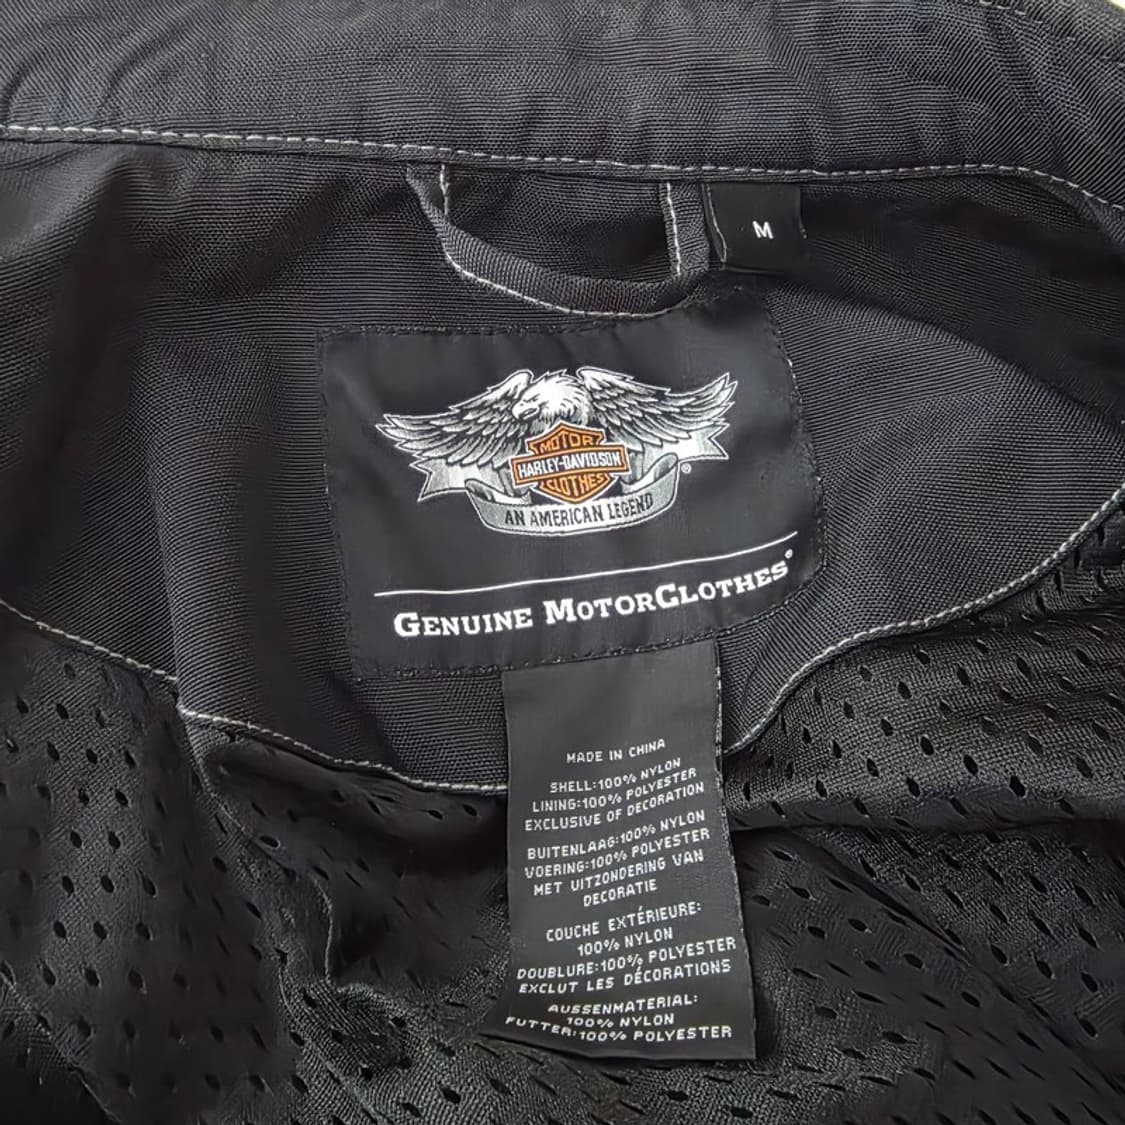 M
MOTOR
HARLEY-DAVIDSON
CLOTHES
®
AN AMERICAN LEGEND
GENUINE MOTORCLOTHES®
MADE IN CHINA
SHELL:100% NYLON
LINING:100% POLYESTER
EXCLUSIVE OF DECORATION
BUITENLAAG:100% NYLON
VOERING:100% POLYESTER
MET UITZONDERING VAN
DECORATIE
COUCHE EXTÉRIEURE:
100% NYLON
DOUBLURE:100% POLYESTER
EXCLUT LES DÉCORATIONS
AUSSENMATERIAL:
100% NYLON
FUTTER:100% POLYESTER